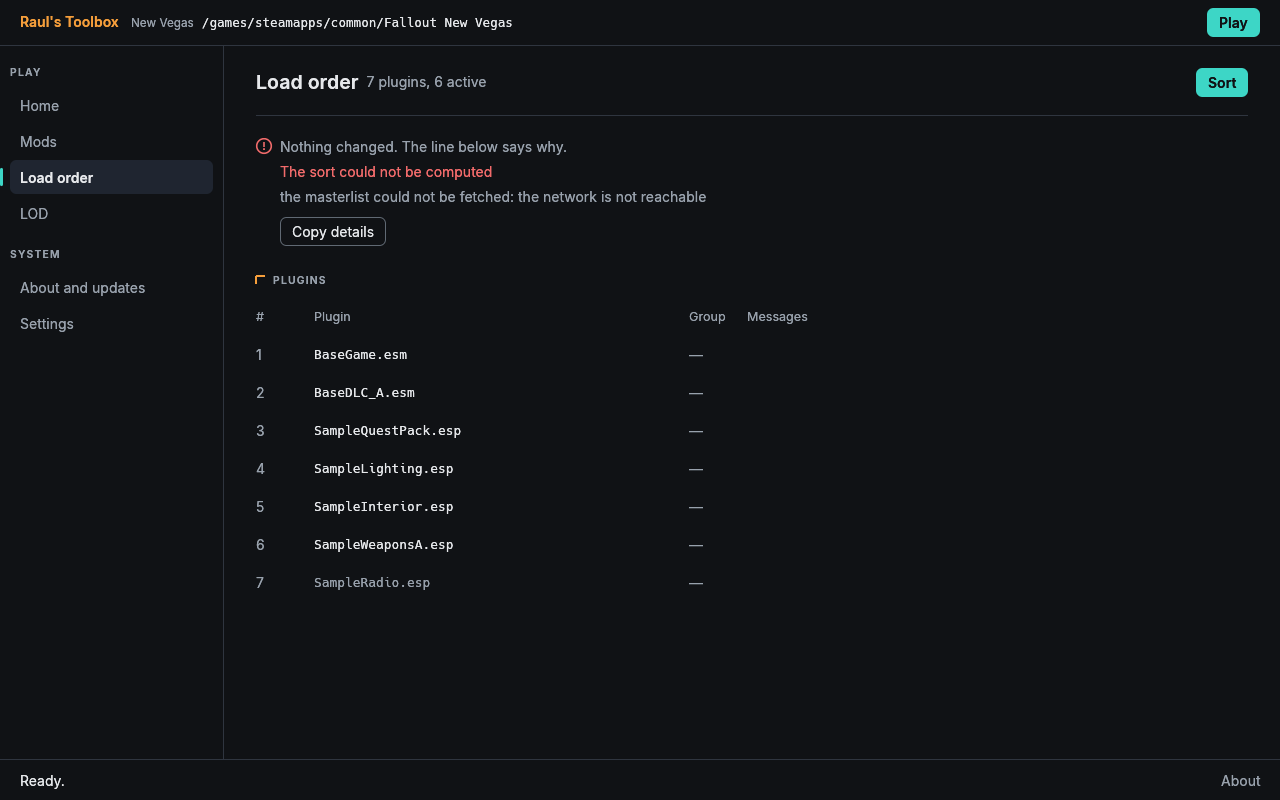 Raul's Toolbox New Vegas /games/steamapps/common/Fallout New Vegas Play
PLAY
Home
Mods
Load order
LOD
SYSTEM
About and updates
Settings
Load order 7 plugins, 6 active Sort
Nothing changed. The line below says why.
The sort could not be computed
the masterlist could not be fetched: the network is not reachable
Copy details
PLUGINS
# Plugin Group Messages
1 BaseGame.esm —
2 BaseDLC_A.esm —
3 SampleQuestPack.esp —
4 SampleLighting.esp —
5 SampleInterior.esp —
6 SampleWeaponsA.esp —
7 SampleRadio.esp —
Ready. About